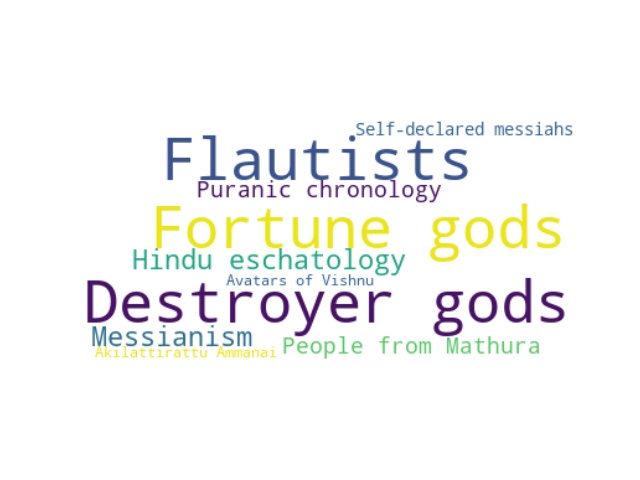 Self-declared messiahs
Flautists
Puranic chronology
Fortune gods
Hindu eschatology
Avatars of Vishnu
Destroyer gods
Messianism
People from Mathura
Akilattirattu Ammanai